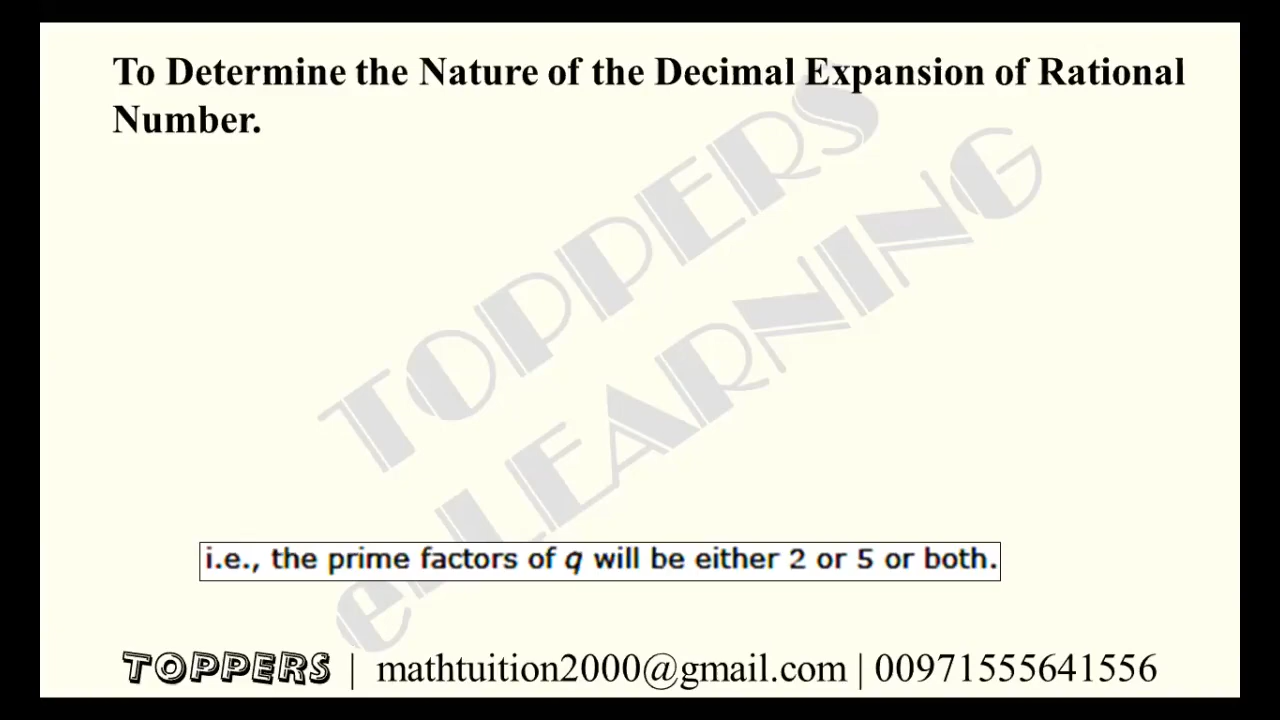 To Determine the Nature of the Decimal Expansion of Rational
Number.
TOPPERS
eLEARNING
i.e., the prime factors of q will be either 2 or 5 or both.
TOPPERS | mathtuition2000@gmail.com | 00971555641556